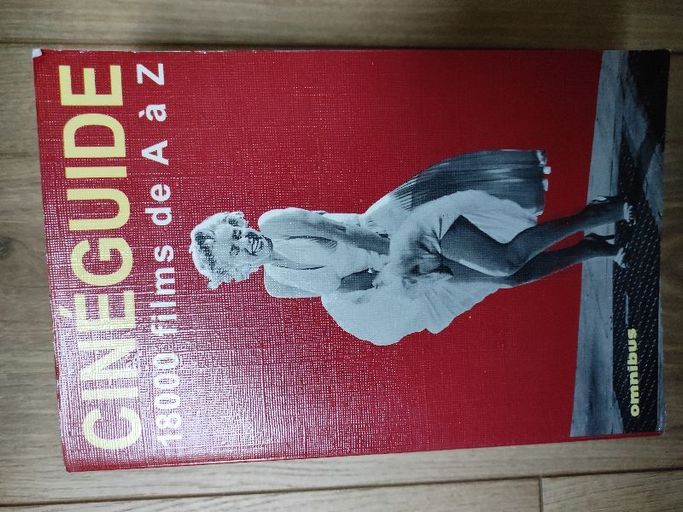 CINÉGUIDE
18000 films de A à Z
omnibus